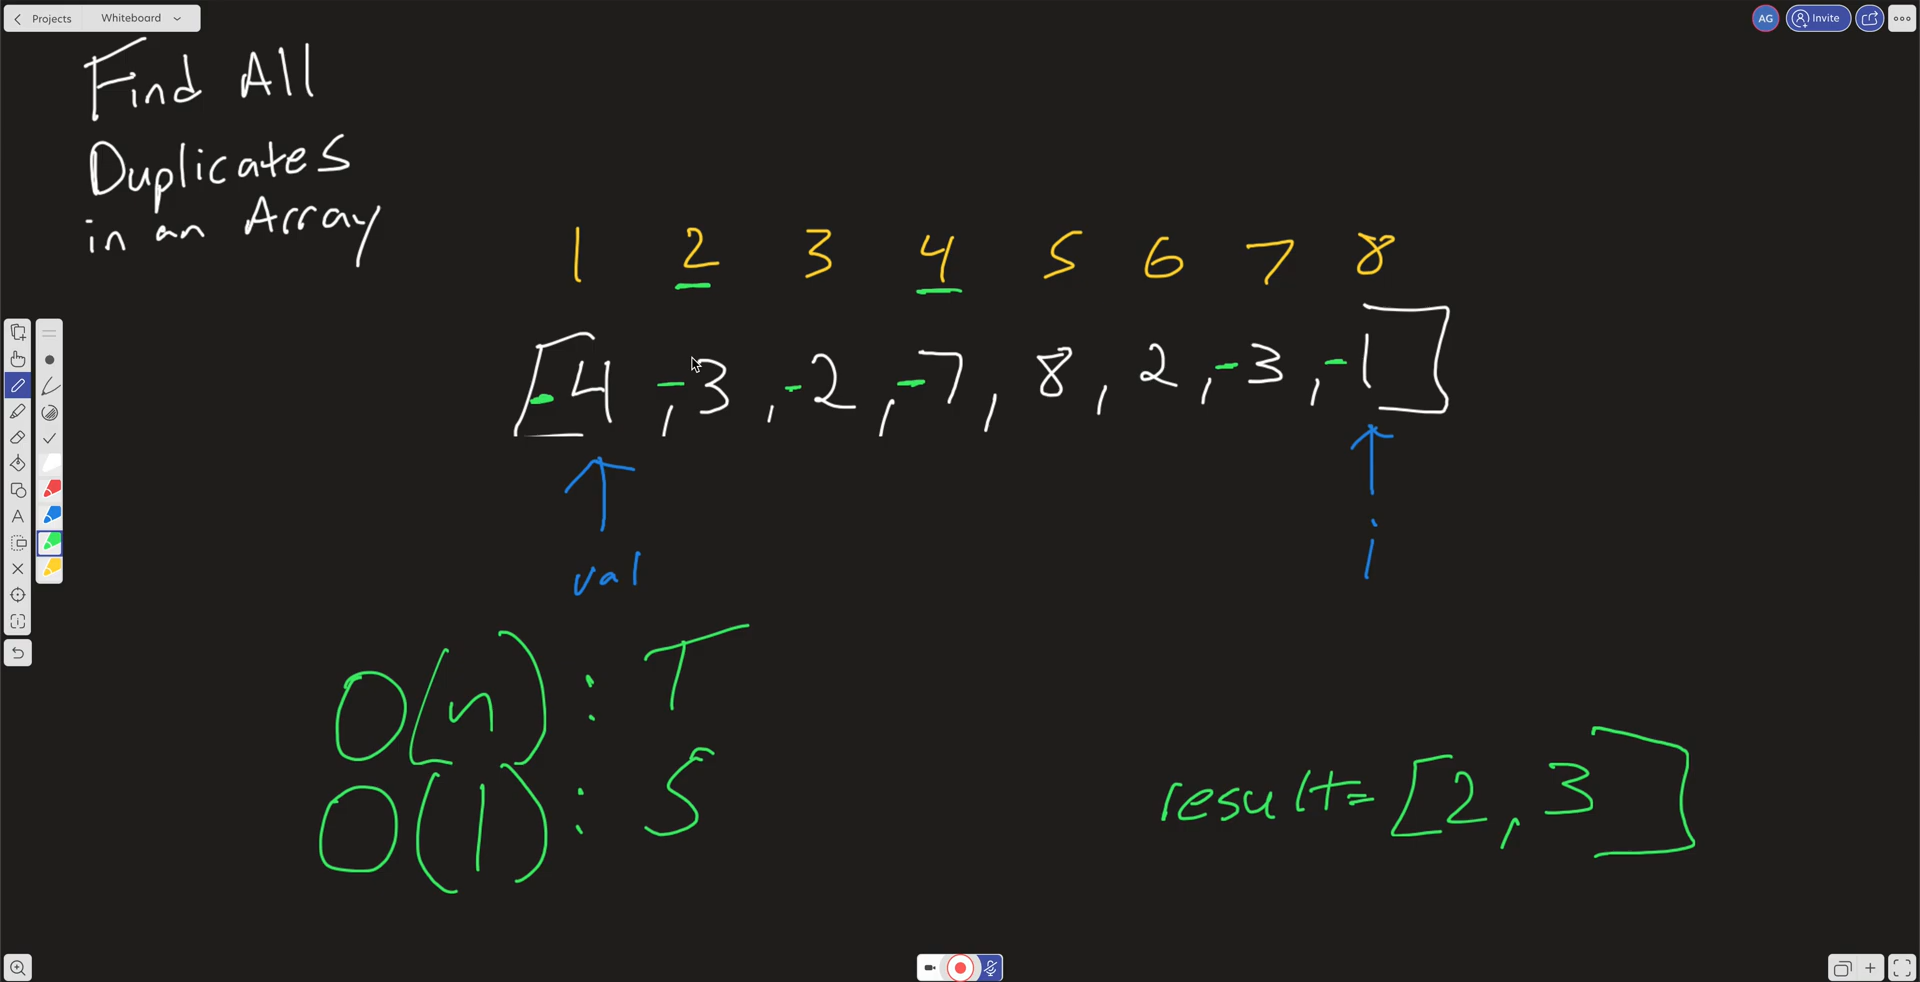 Projects Whiteboard
AG Invite
Find All
Duplicates
in an Array
1 2 3 4 5 6 7 8
[-4, -3, -2, -7, 8, 2, -3, -1]
val
i
O(n) : T
O(1) : S
result= [2, 3]
A